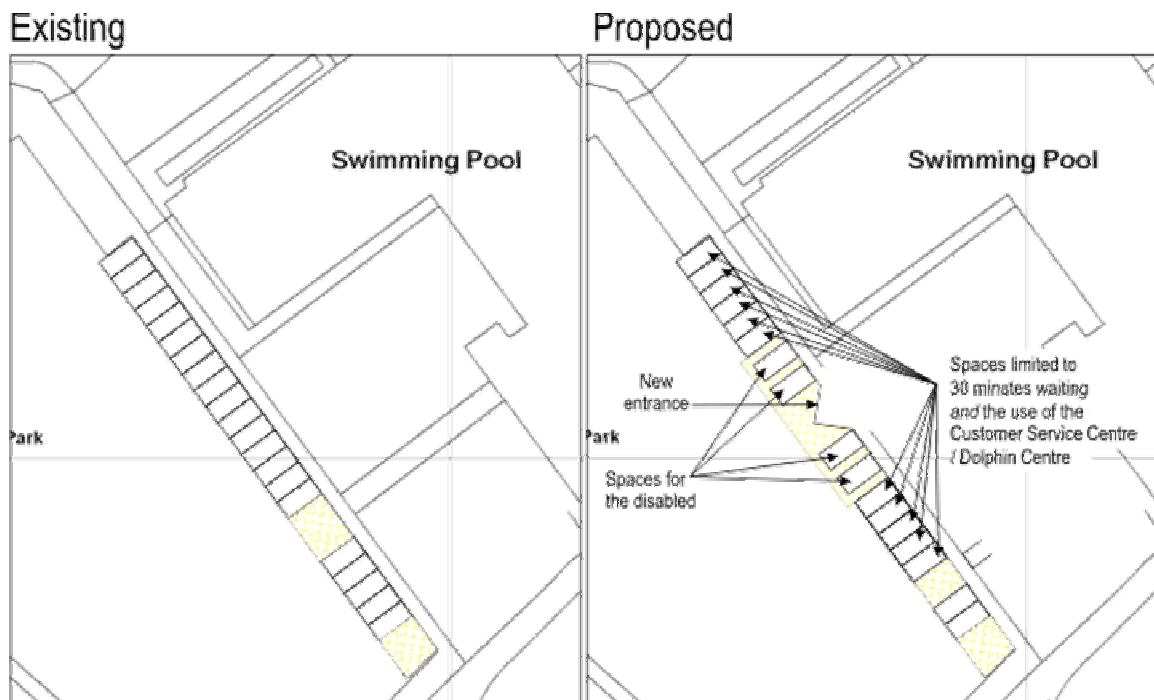 Existing
Proposed
Swimming Pool
Park
Swimming Pool
Park
New
entrance
Spaces for
the disabled
Spaces limited to
30 minutes waiting
and the use of the
Customer Service Centre
/ Dolphin Centre